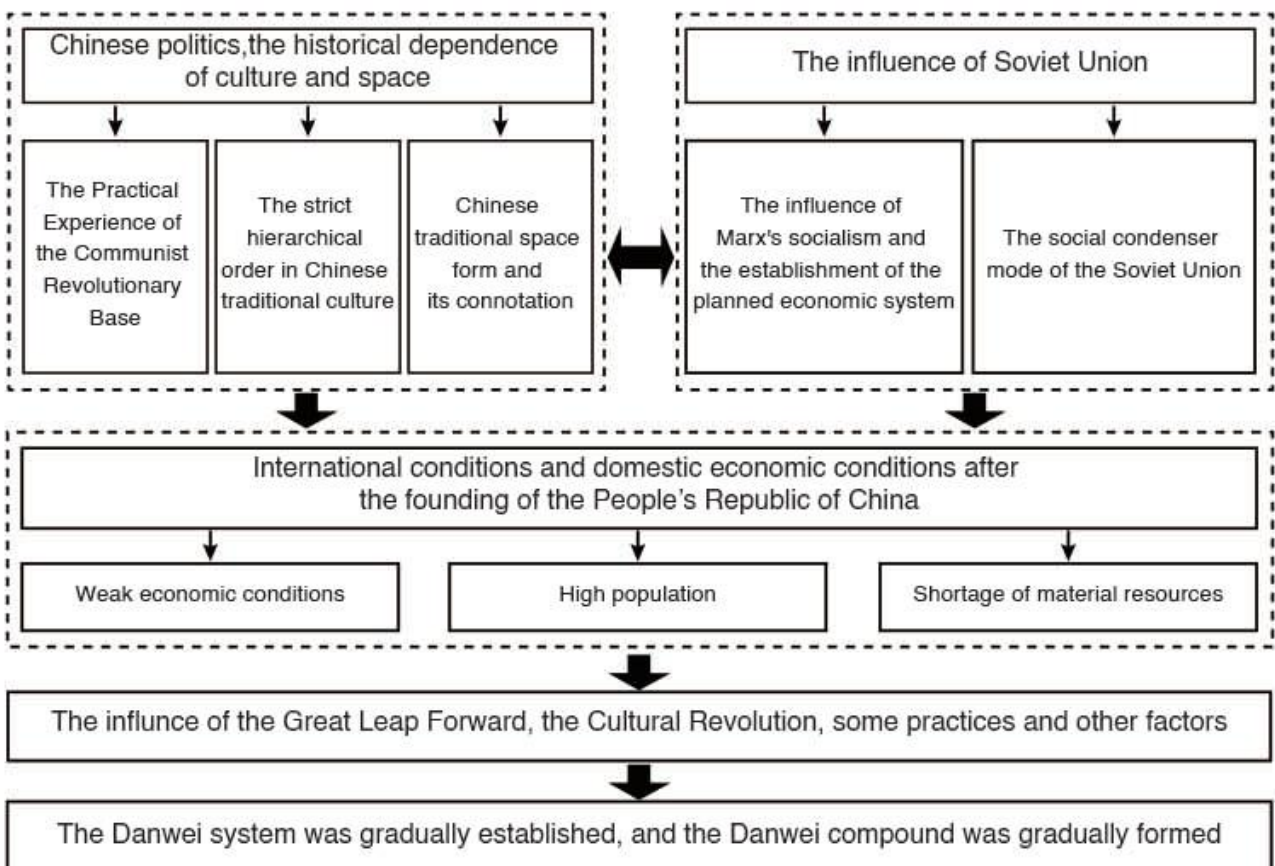 Chinese politics,the historical dependence
of culture and space
The influence of Soviet Union
The Practical
Experience of
the Communist
Revolutionary
Base
The strict
hierarchical
order in Chinese
traditional culture
Chinese
traditional space
form and
its connotation
The influence of
Marx's socialism and
the establishment of the
planned economic system
The social condenser
mode of the Soviet Union
International conditions and domestic economic conditions after
the founding of the People's Republic of China
Weak economic conditions
High population
Shortage of material resources
The influnce of the Great Leap Forward, the Cultural Revolution, some practices and other factors
The Danwei system was gradually established, and the Danwei compound was gradually formed